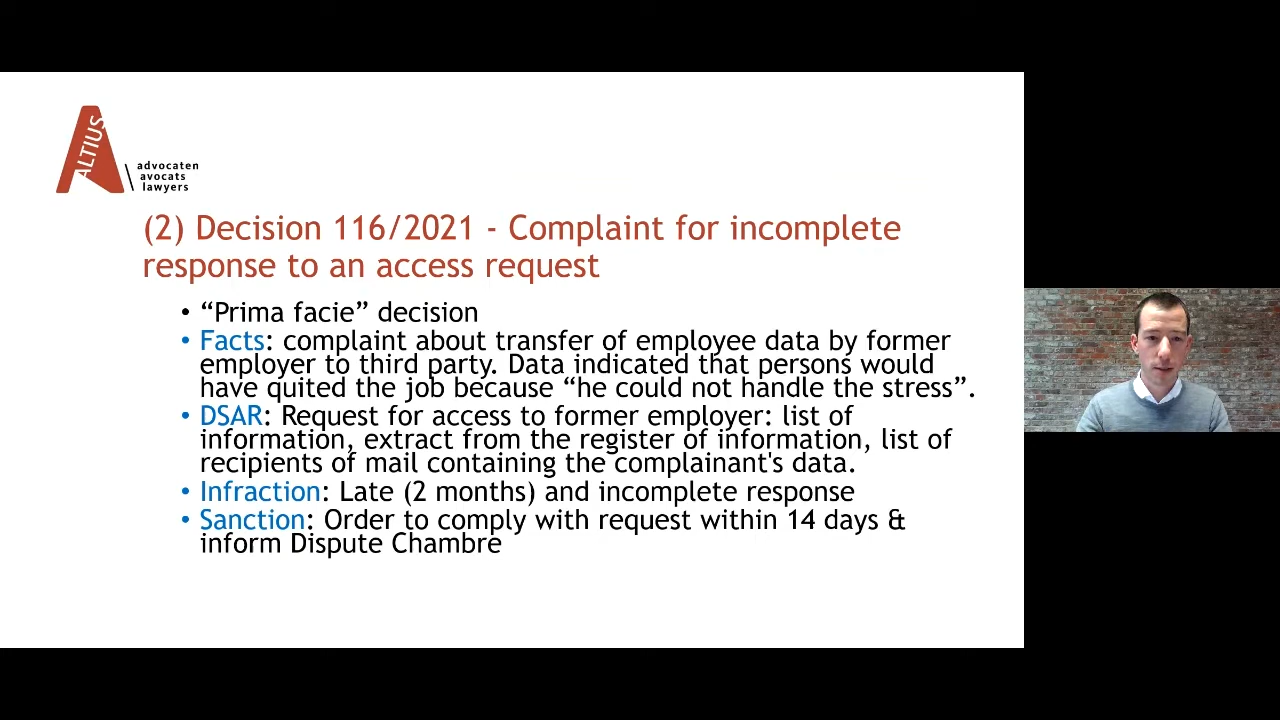 ALTIUS
advocaten
avocats
lawyers
(2) Decision 116/2021 - Complaint for incomplete
response to an access request
• “Prima facie” decision
• Facts: complaint about transfer of employee data by former
employer to third party. Data indicated that persons would
have quited the job because “he could not handle the stress”.
• DSAR: Request for access to former employer: list of
information, extract from the register of information, list of
recipients of mail containing the complainant's data.
• Infraction: Late (2 months) and incomplete response
• Sanction: Order to comply with request within 14 days &
inform Dispute Chambre